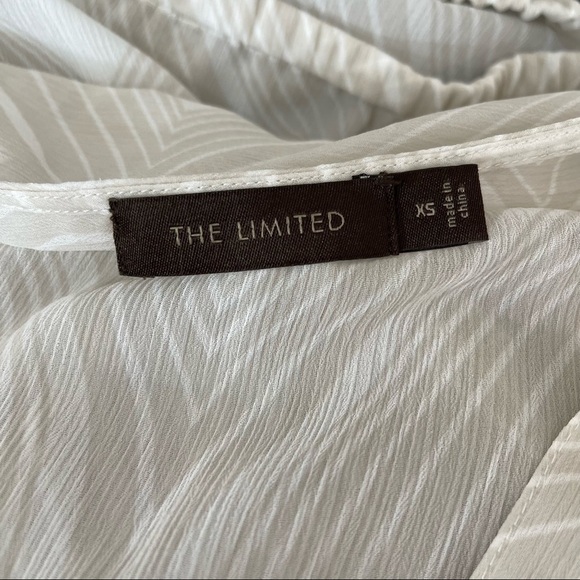 THE LIMITED
XS
made in
china.